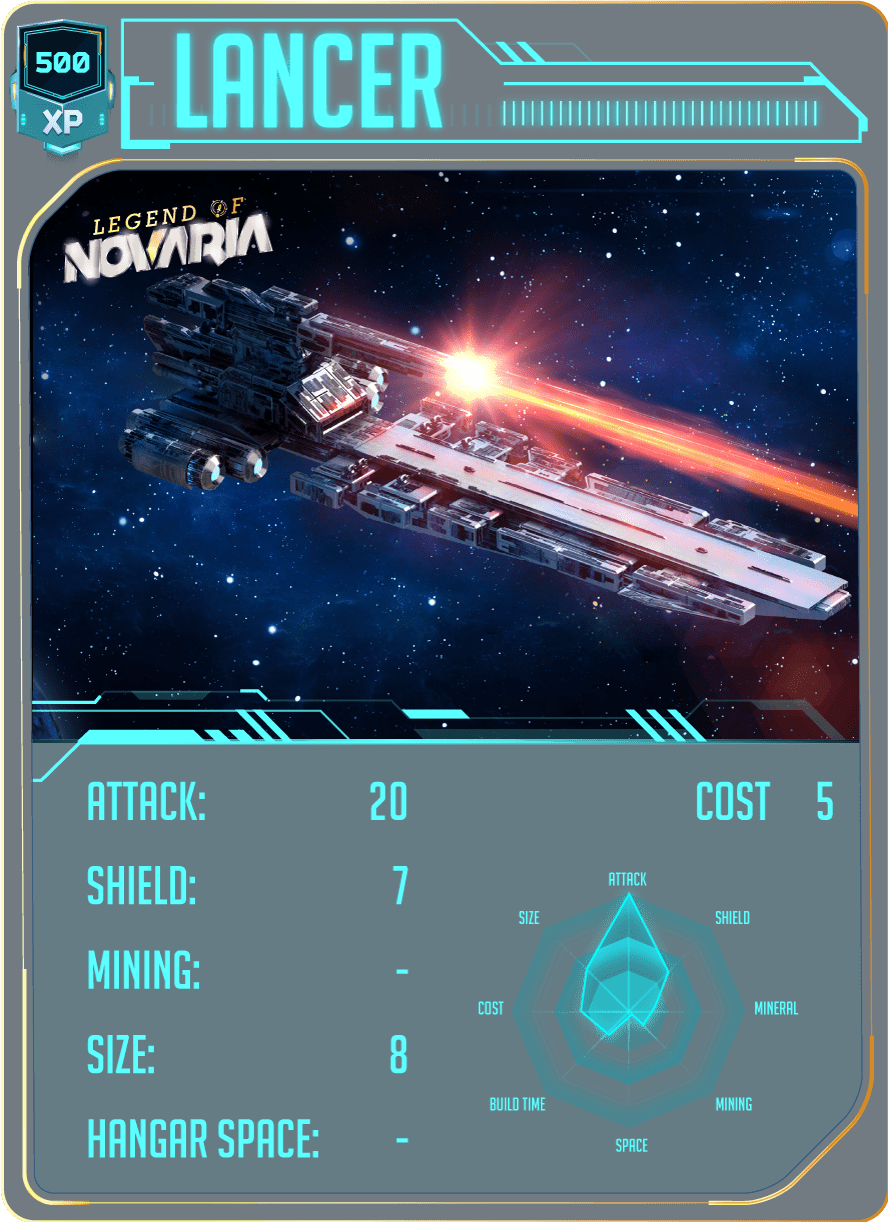 500
XP
LANCER
LEGEND OF
NOVARIA
ATTACK: 20
COST 5
SHIELD: 7
MINING: -
SIZE: 8
HANGAR SPACE: -
ATTACK
SIZE
SHIELD
COST
MINERAL
BUILD TIME
MINING
SPACE